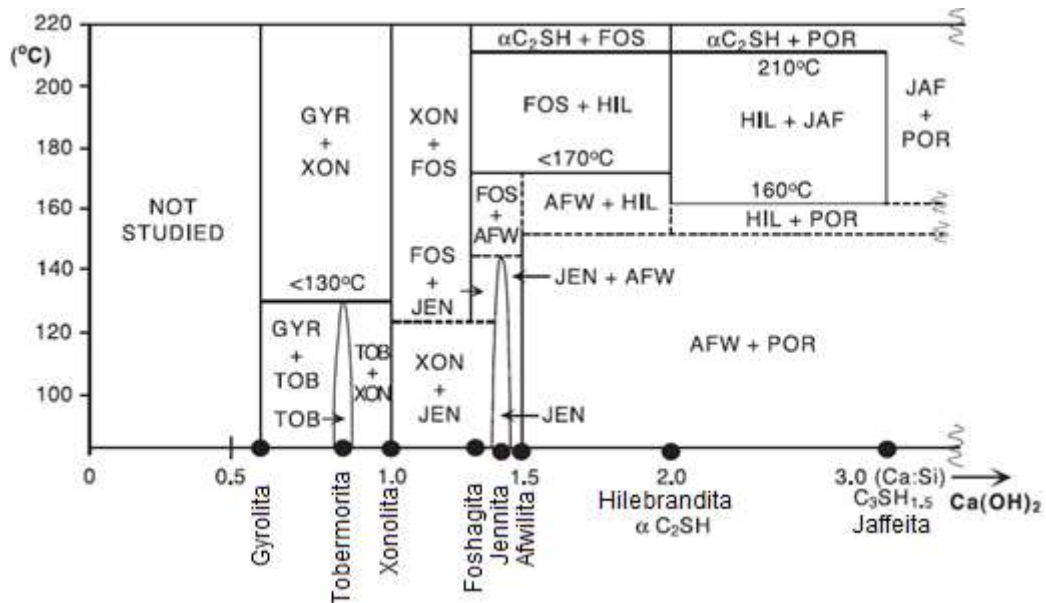 220
(°C)
200
180
160
140
120
100
NOT
STUDIED
GYR
+
XON
<130°C
GYR
+
TOB
TOB
TOB
+
XON
XON
+
FOS
FOS
+
JEN
XON
+
JEN
αC₂SH + FOS
αC₂SH + POR
210°C
FOS + HIL
HIL + JAF
JAF
+
POR
<170°C
160°C
FOS
+
AFW
AFW + HIL
HIL + POR
JEN + AFW
AFW + POR
JEN
0
0.5
1.0
1.5
2.0
3.0 (Ca:Si)
C₃SH₁.₅
Ca(OH)₂
Gyrolita
Tobermorita
Xonolita
Foshagita
Jennita
Afwilita
Hilebrandita
α C₂SH
Jaffeita